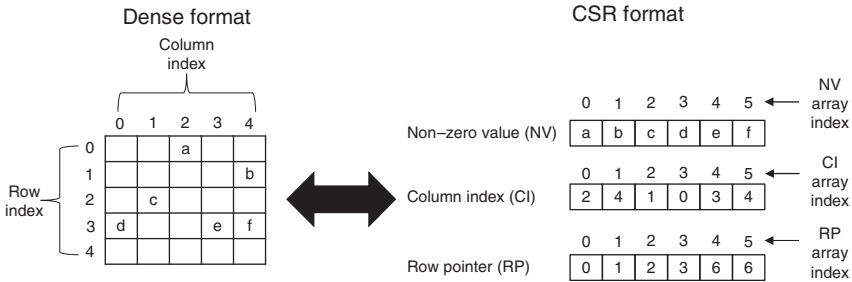 Dense format
Column
index
0 1 2 3 4
0 a
1 b
2 c
3 d e f
4
Row
index
CSR format
0 1 2 3 4 5
NV
array
index
Non–zero value (NV)
a b c d e f
0 1 2 3 4 5
CI
array
index
Column index (CI)
2 4 1 0 3 4
0 1 2 3 4 5
RP
array
index
Row pointer (RP)
0 1 2 3 6 6